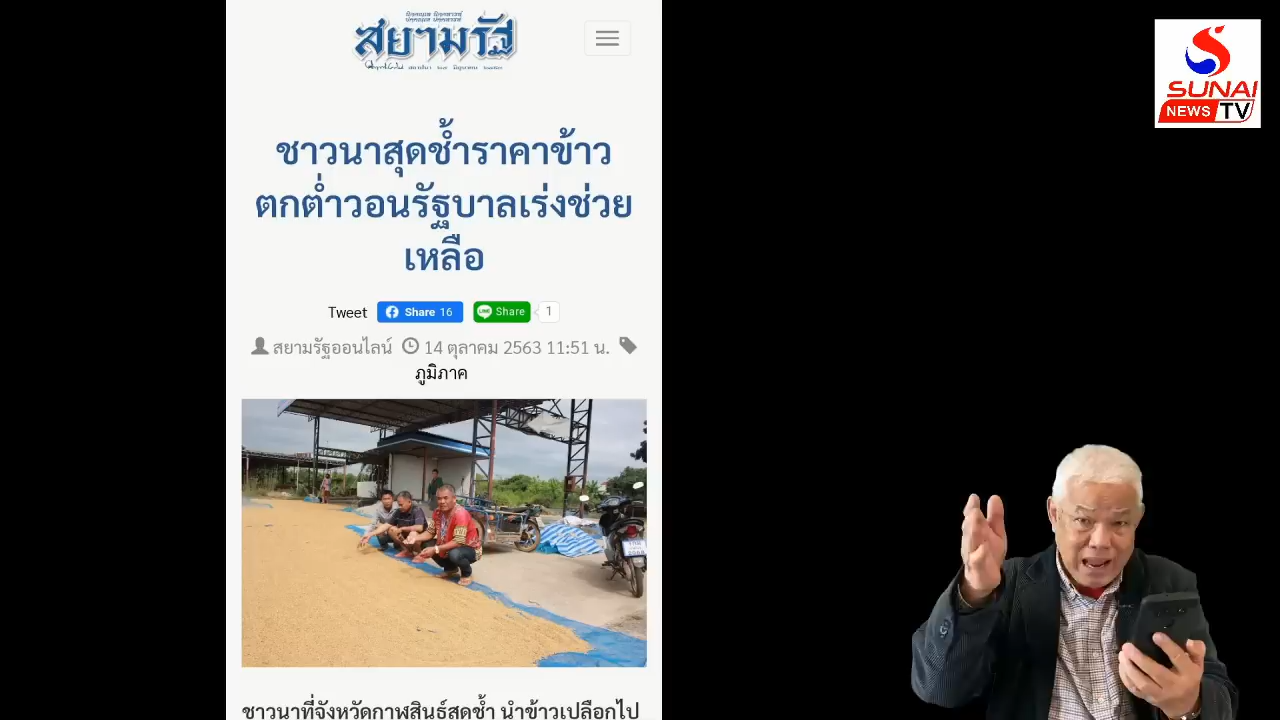 สยามรัฐ
SUNAI
NEWS TV
ชาวนาสุดช้ำราคาข้าว
ตกต่ำวอนรัฐบาลเร่งช่วย
เหลือ
Tweet Share 16 Share 1
สยามรัฐออนไลน์ 14 ตุลาคม 2563 11:51 น.
ภูมิภาค
ชาวนาที่จังหวัดกาฬสินธุ์สุดช้ำ นำข้าวเปลือกไป